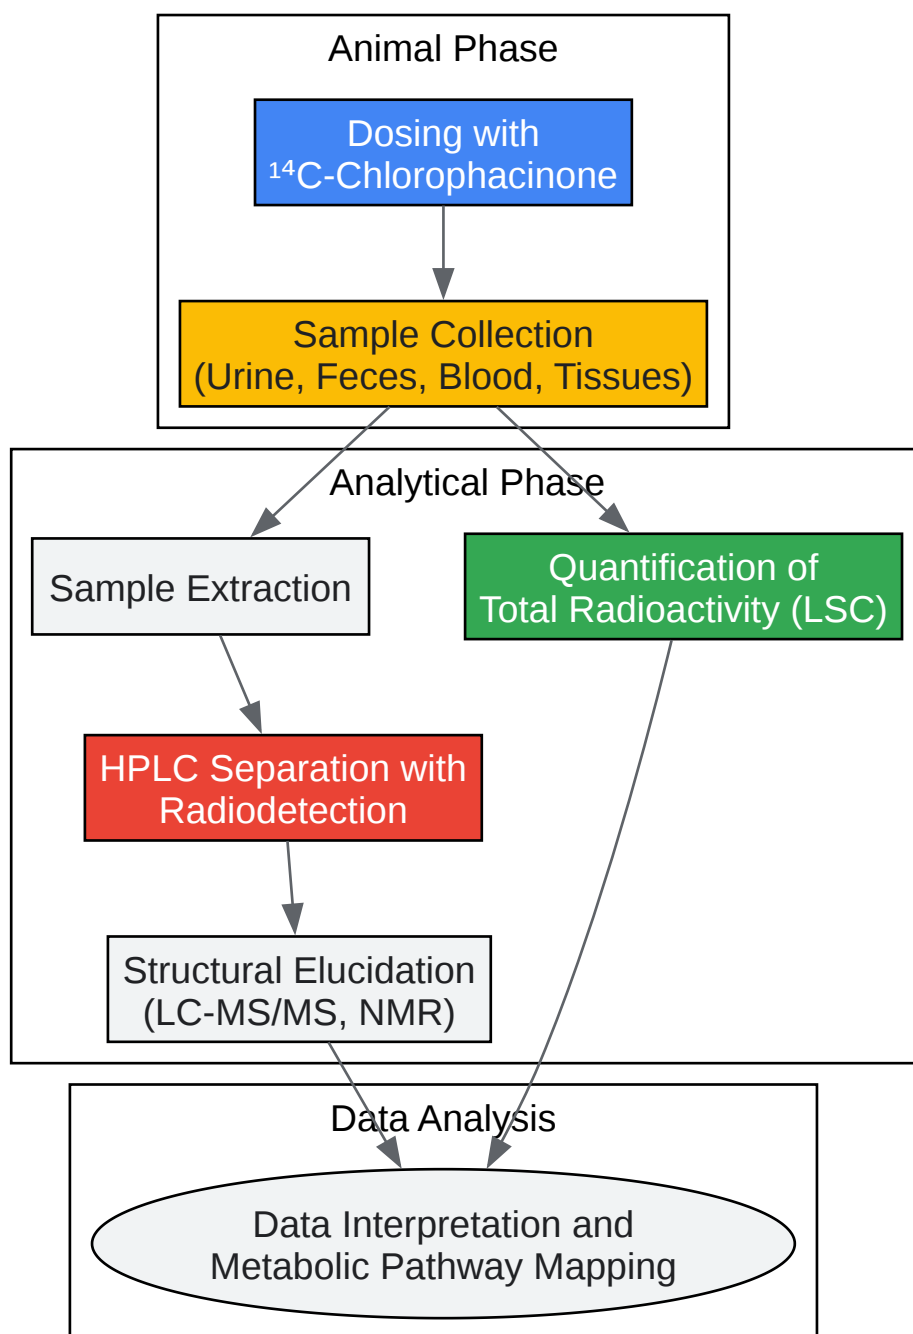 Animal Phase
Dosing with
¹⁴C-Chlorophacinone
Sample Collection
(Urine, Feces, Blood, Tissues)
Analytical Phase
Sample Extraction
Quantification of
Total Radioactivity (LSC)
HPLC Separation with
Radiodetection
Structural Elucidation
(LC-MS/MS, NMR)
Data Analysis
Data Interpretation and
Metabolic Pathway Mapping